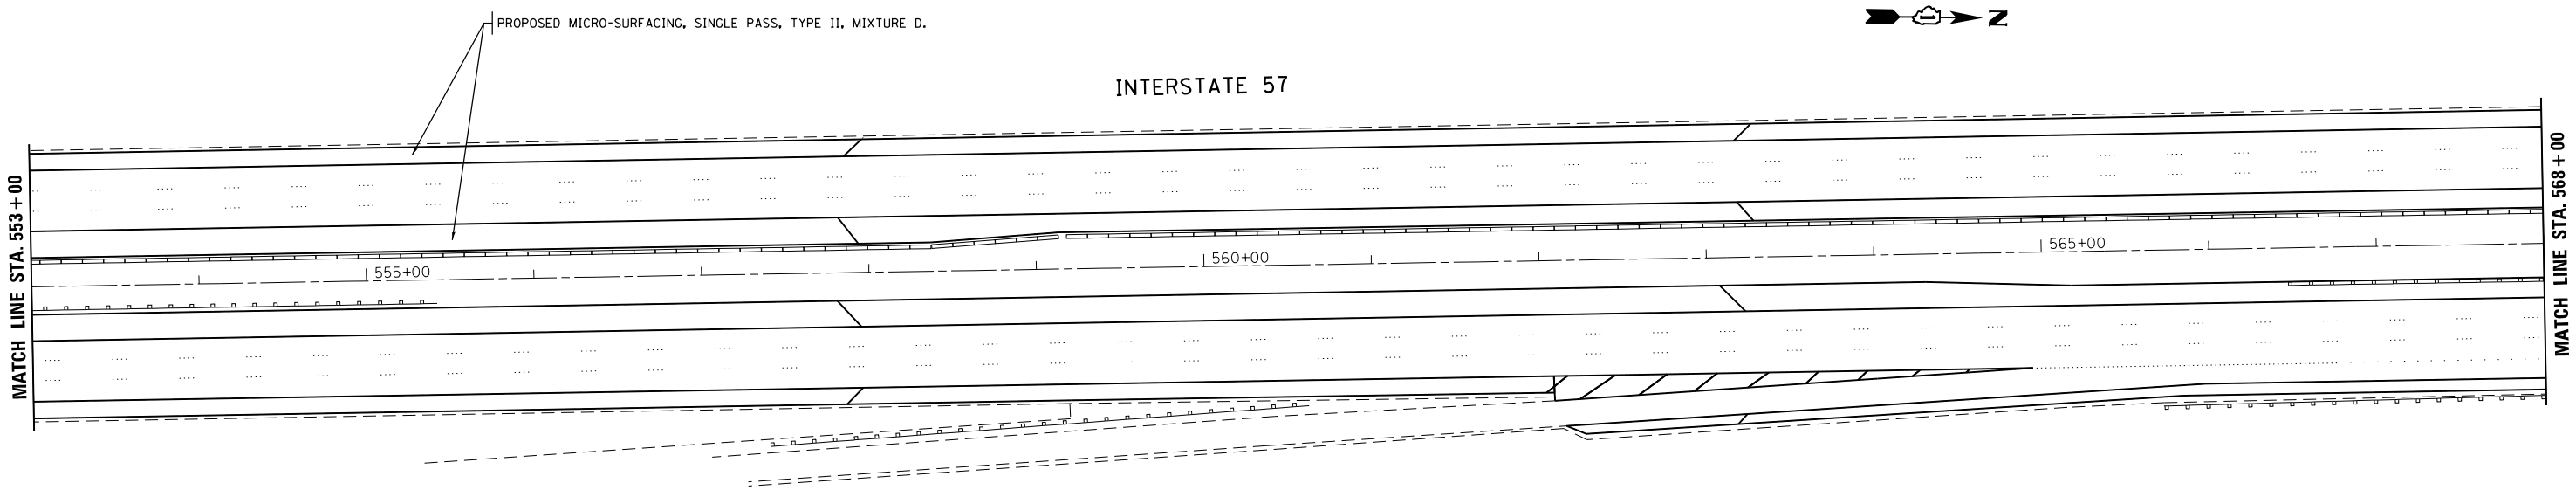 PROPOSED MICRO-SURFACING, SINGLE PASS, TYPE II, MIXTURE D.
N
INTERSTATE 57
MATCH LINE STA. 553+00
555+00
560+00
565+00
MATCH LINE STA. 568+00